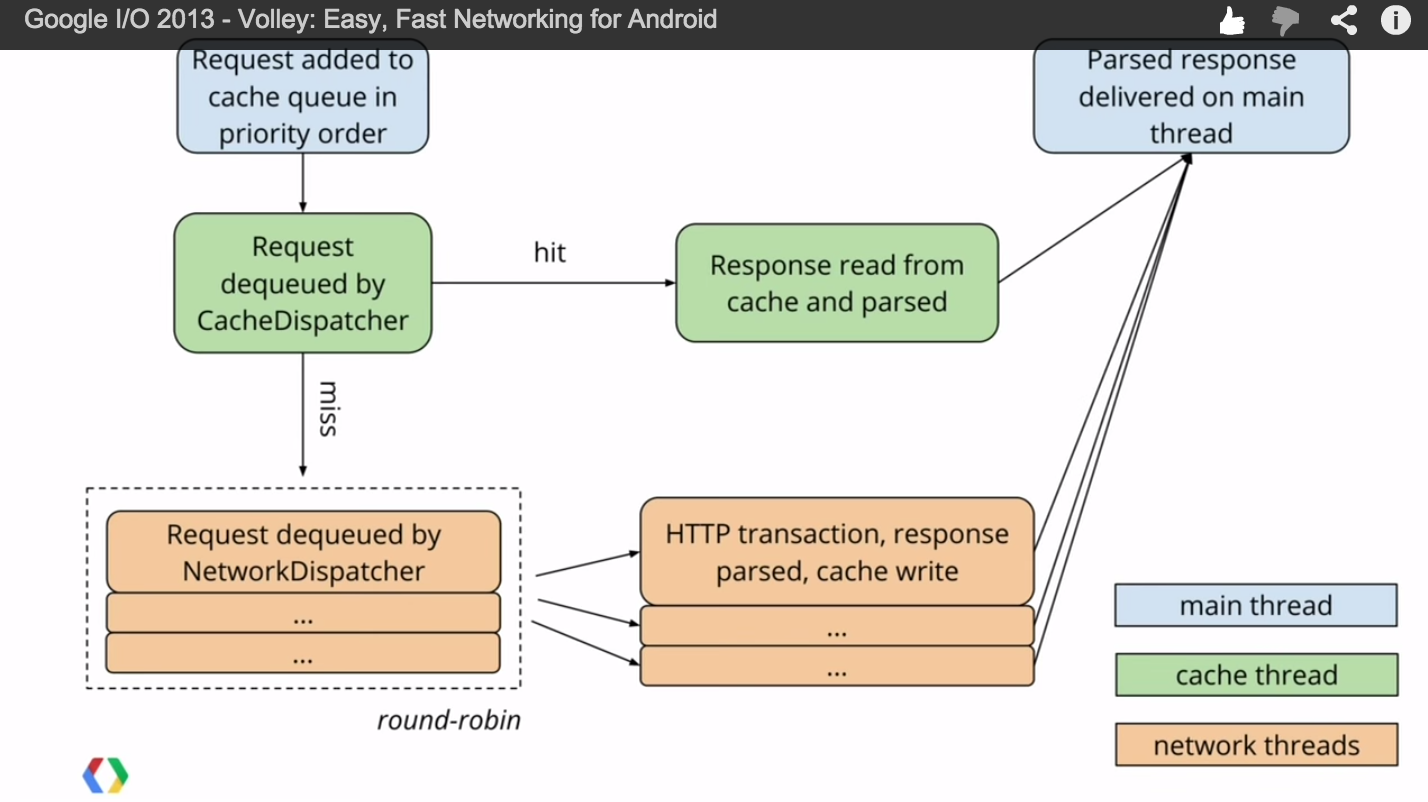 Google I/O 2013 - Volley: Easy, Fast Networking for Android
Request added to
cache queue in
priority order
Parsed response
delivered on main
thread
Request
dequeued by
CacheDispatcher
hit
Response read from
cache and parsed
miss
Request dequeued by
NetworkDispatcher
...
...
HTTP transaction, response
parsed, cache write
...
...
round-robin
main thread
cache thread
network threads